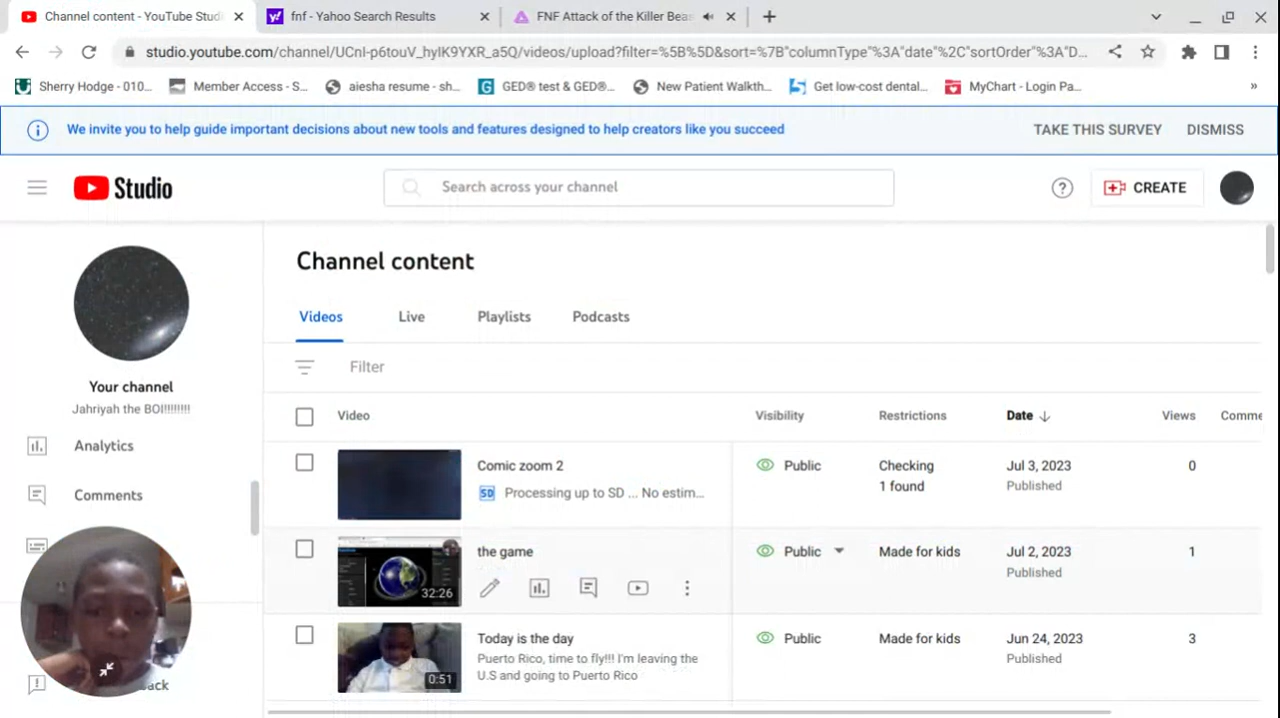 Channel content - YouTube Studi
fnf - Yahoo Search Results
FNF Attack of the Killer Beas
studio.youtube.com/channel/UCnI-p6touV_hyIK9YXR_a5Q/videos/upload?filter=%5B%5D&sort=%7B"columnType"%3A"date"%2C"sortOrder"%3A"D...
Sherry Hodge - 010...
Member Access - S...
aiesha resume - sh...
GED® test & GED®...
New Patient Walkth...
Get low-cost dental...
MyChart - Login Pa...
»
We invite you to help guide important decisions about new tools and features designed to help creators like you succeed
TAKE THIS SURVEY
DISMISS
Studio
Search across your channel
CREATE
Channel content
Videos
Live
Playlists
Podcasts
Filter
Your channel
Jahriyah the BOI!!!!!!!!
Analytics
Comments
ack
Video
Visibility
Restrictions
Date
Views
Comme
Comic zoom 2
SD Processing up to SD ... No estim...
Public
Checking
1 found
Jul 3, 2023
Published
0
32:26
the game
Public
Made for kids
Jul 2, 2023
Published
1
0:51
Today is the day
Puerto Rico, time to fly!!! I'm leaving the
U.S and going to Puerto Rico
Public
Made for kids
Jun 24, 2023
Published
3